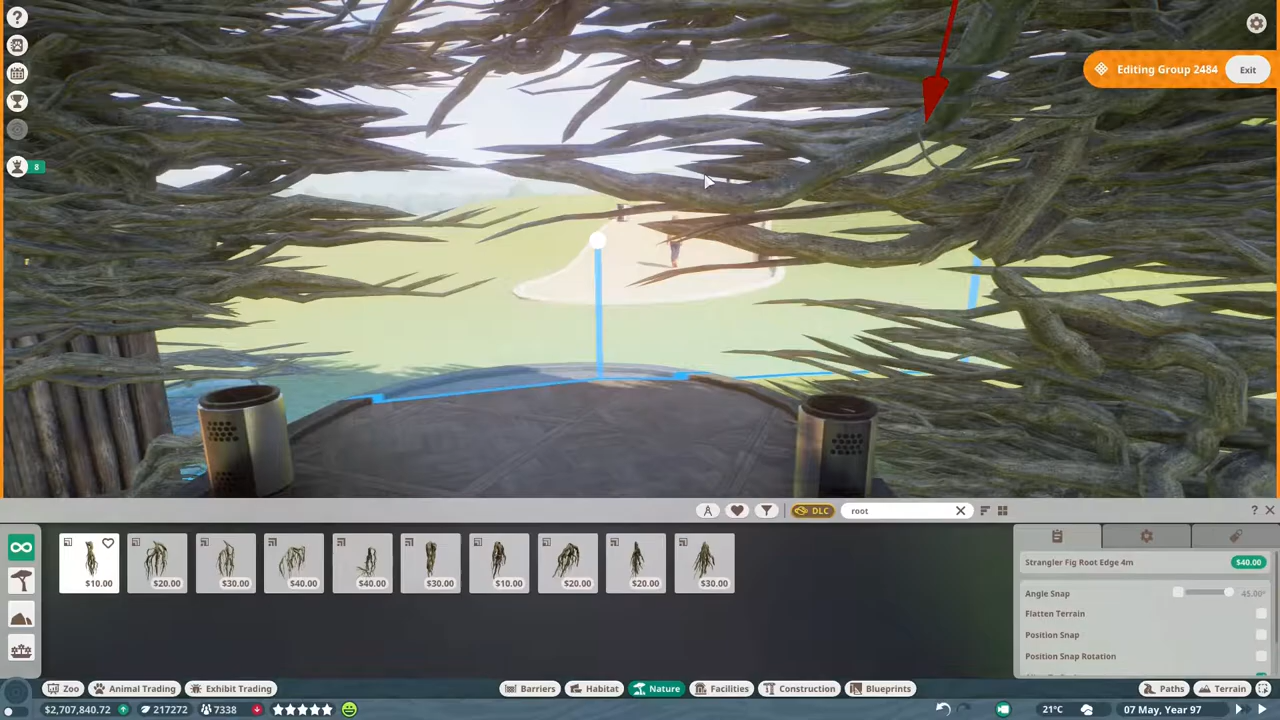 ?
Editing Group 2484 Exit
8
DLC root ?
$10.00 $20.00 $30.00 $40.00 $40.00 $30.00 $10.00 $20.00 $20.00 $30.00
Strangler Fig Root Edge 4m $40.00
Angle Snap 45.00°
Flatten Terrain
Position Snap
Position Snap Rotation
Zoo Animal Trading Exhibit Trading Barriers Habitat Nature Facilities Construction Blueprints Paths Terrain
$2,707,840.72 217272 7338 21°C 07 May, Year 97